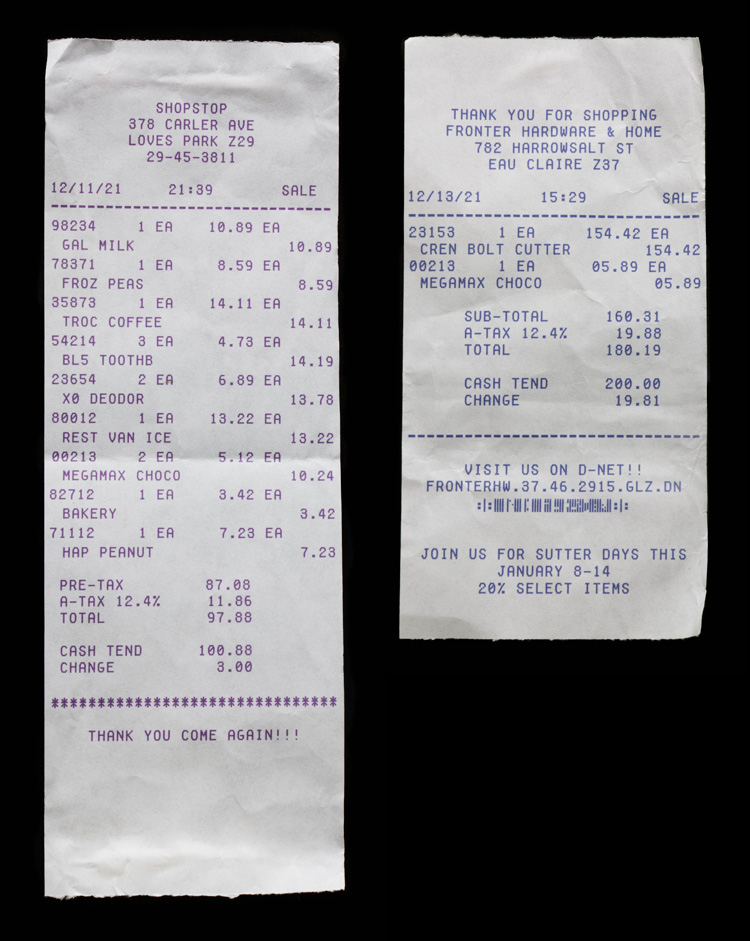 SHOPSTOP
378 CARLER AVE
LOVES PARK Z29
29-45-3811
12/11/21 21:39 SALE
98234 1 EA 10.89 EA
GAL MILK 10.89
78371 1 EA 8.59 EA
FROZ PEAS 8.59
35873 1 EA 14.11 EA
TROC COFFEE 14.11
54214 3 EA 4.73 EA
BL5 TOOTHB 14.19
23654 2 EA 6.89 EA
X0 DEODOR 13.78
80012 1 EA 13.22 EA
REST VAN ICE 13.22
00213 2 EA 5.12 EA
MEGAMAX CHOCO 10.24
82712 1 EA 3.42 EA
BAKERY 3.42
71112 1 EA 7.23 EA
HAP PEANUT 7.23
PRE-TAX 87.08
A-TAX 12.4% 11.86
TOTAL 97.88
CASH TEND 100.88
CHANGE 3.00
*******************************
THANK YOU COME AGAIN!!!
THANK YOU FOR SHOPPING
FRONTER HARDWARE & HOME
782 HARROWSALT ST
EAU CLAIRE Z37
12/13/21 15:29 SALE
23153 1 EA 154.42 EA
CREN BOLT CUTTER 154.42
00213 1 EA 05.89 EA
MEGAMAX CHOCO 05.89
SUB-TOTAL 160.31
A-TAX 12.4% 19.88
TOTAL 180.19
CASH TEND 200.00
CHANGE 19.81
VISIT US ON D-NET!!
FRONTERHW.37.46.2915.GLZ.DN
JOIN US FOR SUTTER DAYS THIS
JANUARY 8-14
20% SELECT ITEMS